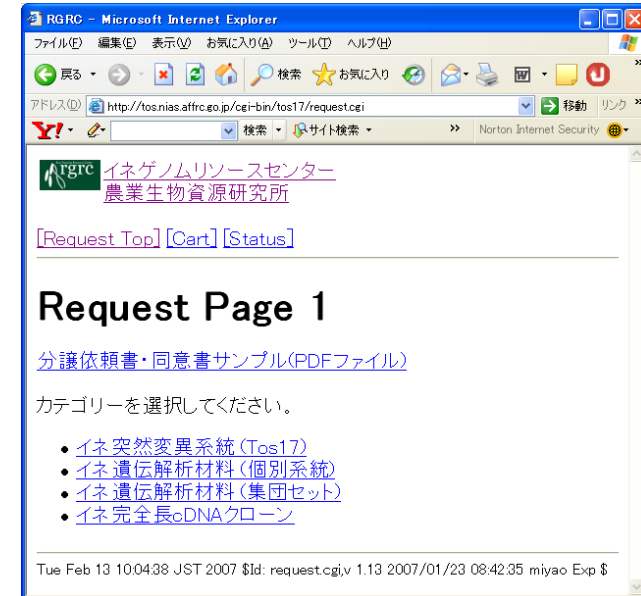 RGRC - Microsoft Internet Explorer
ファイル(F) 編集(E) 表示(V) お気に入り(A) ツール(T) ヘルプ(H)
戻る 検索 お気に入り
アドレス(D) http://tos.nias.affrc.go.jp/cgi-bin/tos17/request.cgi 移動 リンク »
Y! 検索 サイト検索 » Norton Internet Security
rgrc イネゲノムリソースセンター
農業生物資源研究所
[Request Top] [Cart] [Status]
Request Page 1
分譲依頼書・同意書サンプル(PDFファイル)
カテゴリーを選択してください。
• イネ突然変異系統(Tos17)
• イネ遺伝解析材料(個別系統)
• イネ遺伝解析材料(集団セット)
• イネ完全長cDNAクローン
Tue Feb 13 10:04:38 JST 2007 $Id: request.cgi,v 1.13 2007/01/23 08:42:35 miyao Exp $